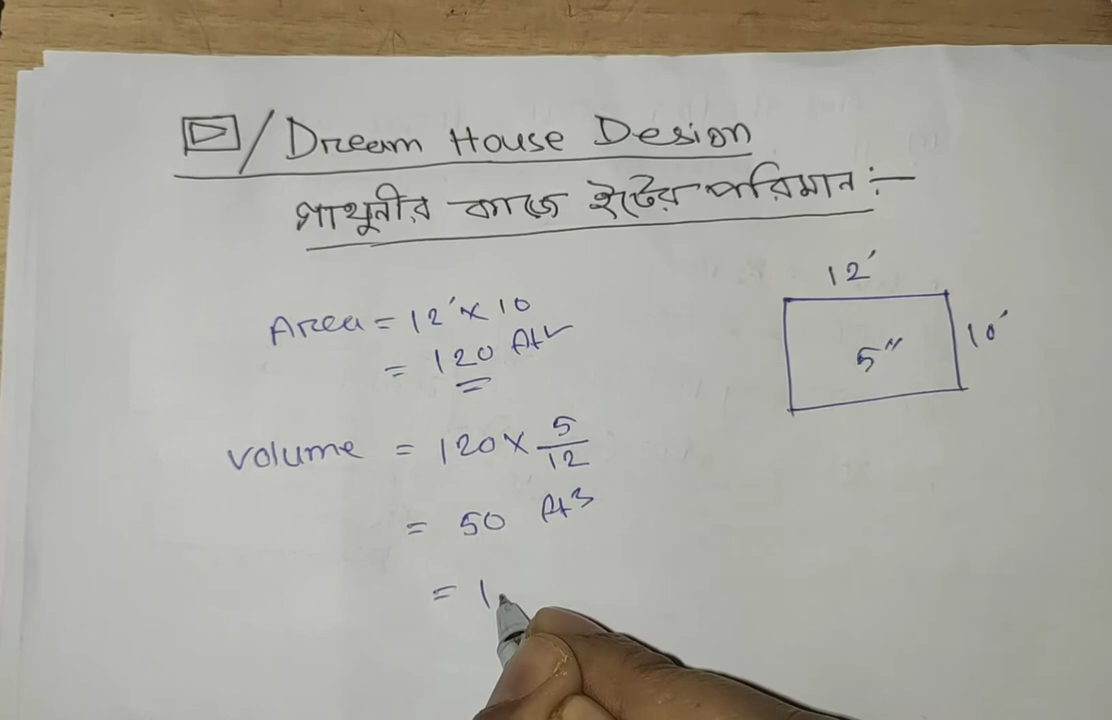 / Dream House Design
গাথুনীর কাজে ইটের পরিমান :-
Area = 12' × 10
= 120 ft²
Volume = 120 × 5/12
= 50 ft³
= 1
12'
10'
5"